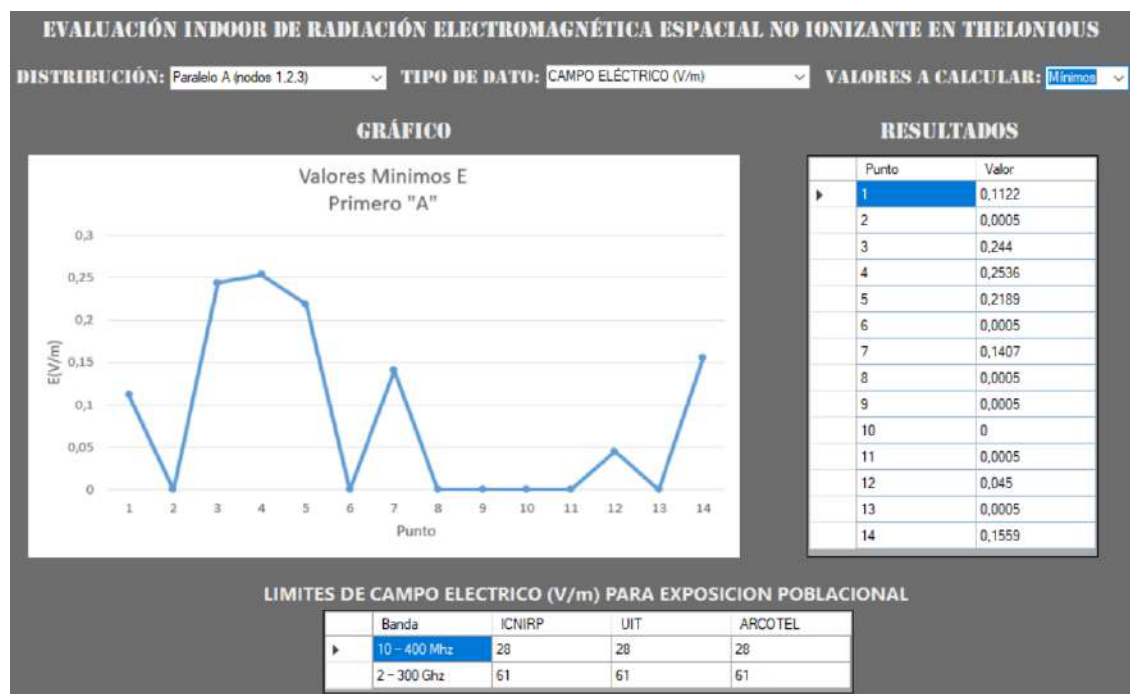 EVALUACIÓN INDOOR DE RADIACIÓN ELECTROMAGNÉTICA ESPACIAL NO IONIZANTE EN THELONIOUS
DISTRIBUCIÓN: Paralelo A (nodos 1,2,3) TIPO DE DATO: CAMPO ELÉCTRICO (V/m) VALORES A CALCULAR: Mínimos
GRÁFICO
Valores Minimos E
Primero "A"
0,3
0,25
0,2
0,15
0,1
0,05
0
E(V/m)
1 2 3 4 5 6 7 8 9 10 11 12 13 14
Punto
RESULTADOS
Punto Valor
1 0,1122
2 0,0005
3 0,244
4 0,2536
5 0,2189
6 0,0005
7 0,1407
8 0,0005
9 0,0005
10 0
11 0,0005
12 0,045
13 0,0005
14 0,1559
LIMITES DE CAMPO ELECTRICO (V/m) PARA EXPOSICION POBLACIONAL
Banda ICNIRP UIT ARCOTEL
10 – 400 Mhz 28 28 28
2 – 300 Ghz 61 61 61